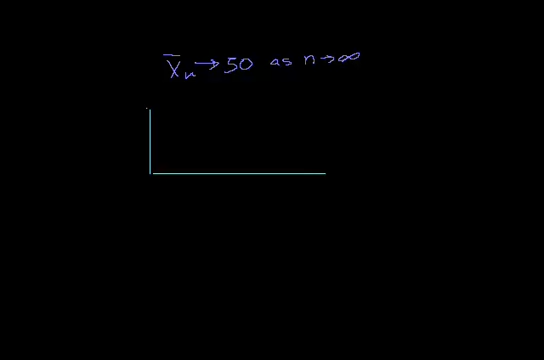 X̄ₙ → 50 as n → ∞